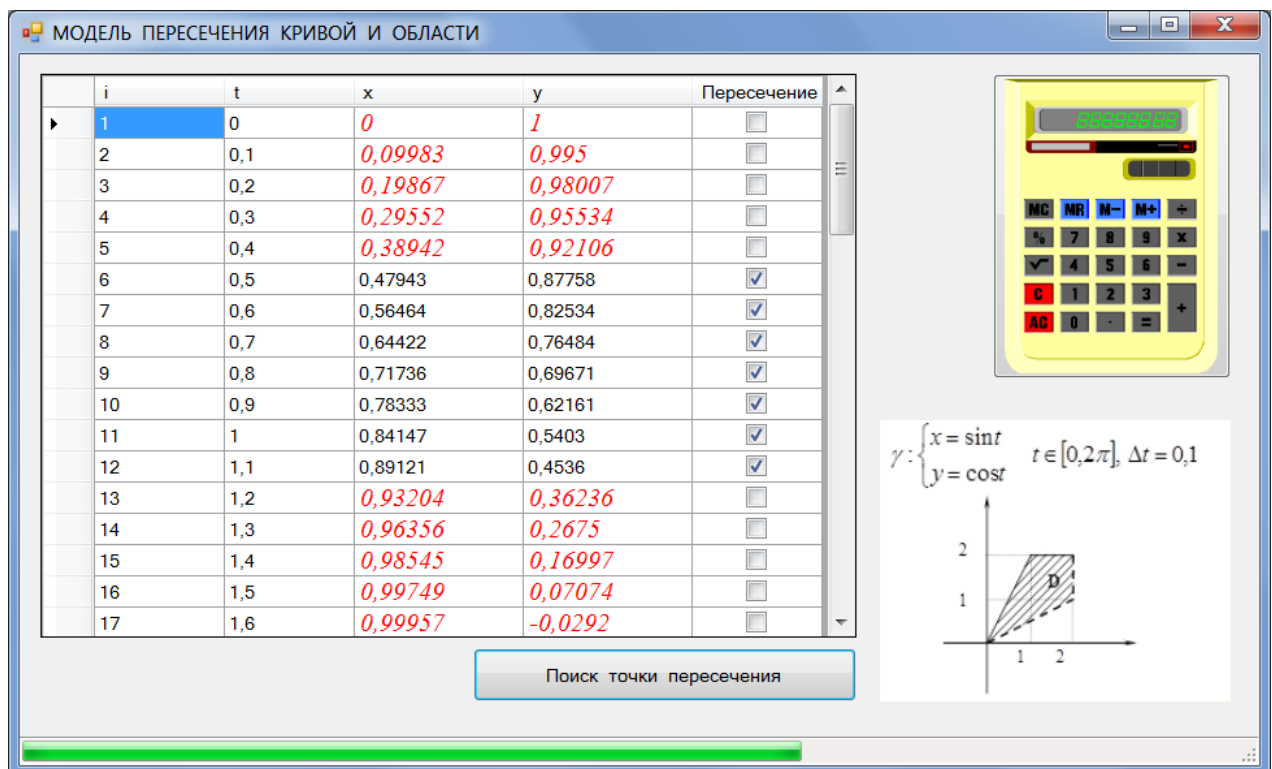 МОДЕЛЬ ПЕРЕСЕЧЕНИЯ КРИВОЙ И ОБЛАСТИ
i t x y Пересечение
1 0 0 1
2 0,1 0,09983 0,995
3 0,2 0,19867 0,98007
4 0,3 0,29552 0,95534
5 0,4 0,38942 0,92106
6 0,5 0,47943 0,87758
7 0,6 0,56464 0,82534
8 0,7 0,64422 0,76484
9 0,8 0,71736 0,69671
10 0,9 0,78333 0,62161
11 1 0,84147 0,5403
12 1,1 0,89121 0,4536
13 1,2 0,93204 0,36236
14 1,3 0,96356 0,2675
15 1,4 0,98545 0,16997
16 1,5 0,99749 0,07074
17 1,6 0,99957 -0,0292
Поиск точки пересечения
MC MR M− M+ ÷
% 7 8 9 x
√ 4 5 6 −
C 1 2 3 +
AC 0 · =
γ : { x = sint
y = cost
t ∈ [0,2π], Δt = 0,1
2
D
1
1 2